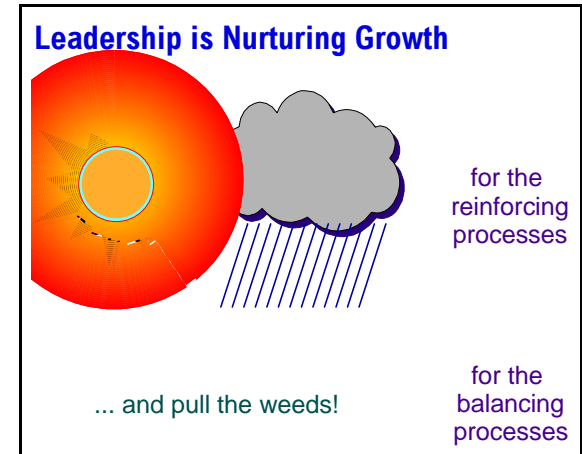 Leadership is Nurturing Growth
for the
reinforcing
processes
... and pull the weeds!
for the
balancing
processes